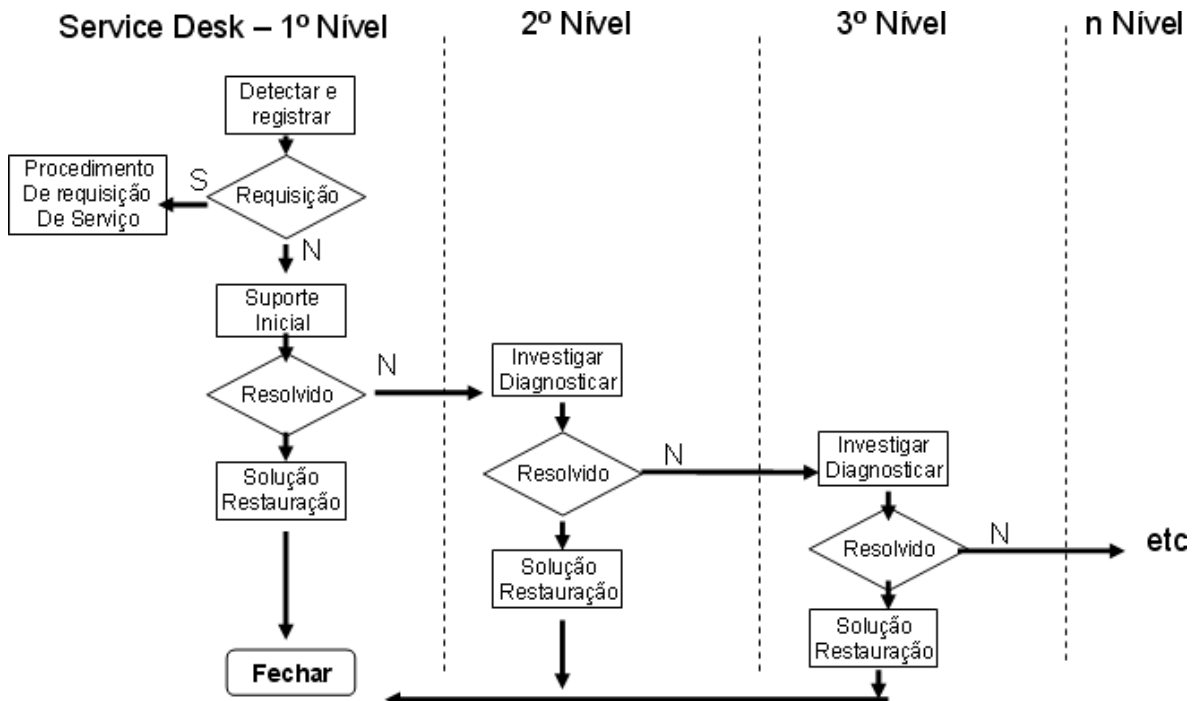 Service Desk – 1º Nível
2º Nível
3º Nível
n Nível
Detectar e
registrar
Procedimento
De requisição
De Serviço
S
Requisição
N
Suporte
Inicial
Resolvido
N
Solução
Restauração
Fechar
Investigar
Diagnosticar
Resolvido
N
Solução
Restauração
Investigar
Diagnosticar
Resolvido
N
Solução
Restauração
etc